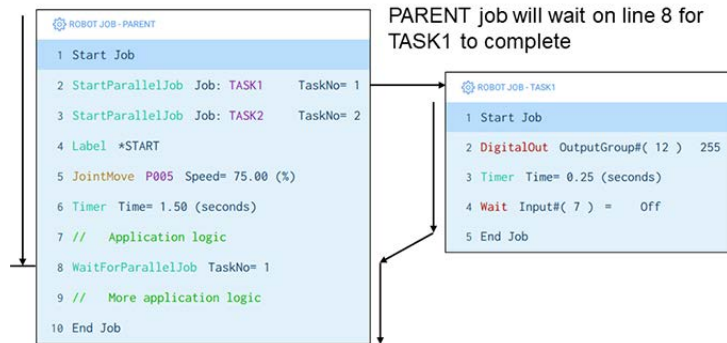 PARENT job will wait on line 8 for
TASK1 to complete
ROBOT JOB - PARENT
1 Start Job
2 StartParallelJob Job: TASK1 TaskNo= 1
3 StartParallelJob Job: TASK2 TaskNo= 2
4 Label *START
5 JointMove P005 Speed= 75.00 (%)
6 Timer Time= 1.50 (seconds)
7 // Application logic
8 WaitForParallelJob TaskNo= 1
9 // More application logic
10 End Job
ROBOT JOB - TASK1
1 Start Job
2 DigitalOut OutputGroup#( 12 ) 255
3 Timer Time= 0.25 (seconds)
4 Wait Input#( 7 ) = Off
5 End Job